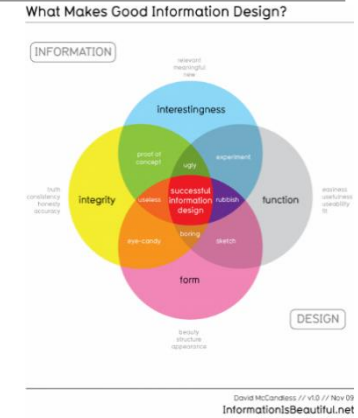 What Makes Good Information Design?
INFORMATION
relevant
meaningful
new
interestingness
proof of
concept
ugly
experiment
truth
consistency
honesty
accuracy
integrity
useless
successful
information
design
rubbish
function
easiness
usefulness
useability
fit
boring
eye-candy
sketch
form
DESIGN
beauty
structure
appearance
David McCandless // v1.0 // Nov 09
InformationIsBeautiful.net